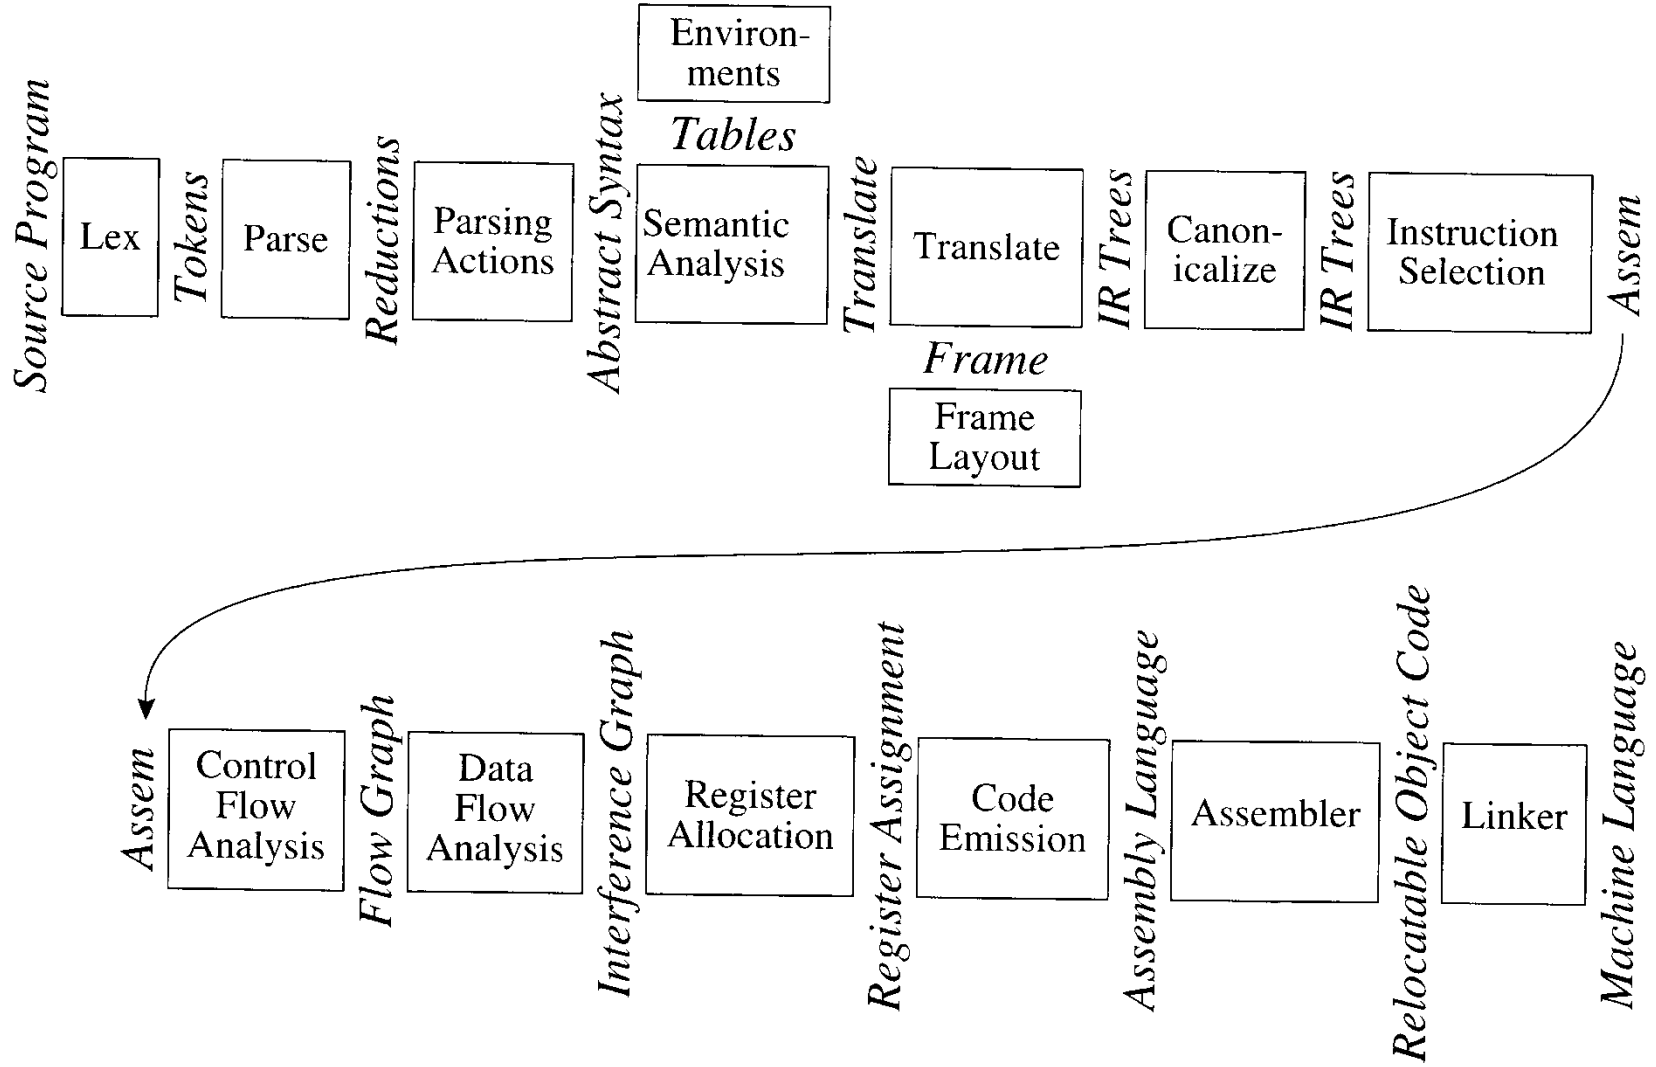 Environ-
ments
Tables
Source Program
Lex
Tokens
Parse
Reductions
Parsing
Actions
Abstract Syntax
Semantic
Analysis
Translate
Translate
IR Trees
Canon-
icalize
IR Trees
Instruction
Selection
Assem
Frame
Frame
Layout
Assem
Control
Flow
Analysis
Flow Graph
Data
Flow
Analysis
Interference Graph
Register
Allocation
Register Assignment
Code
Emission
Assembly Language
Assembler
Relocatable Object Code
Linker
Machine Language